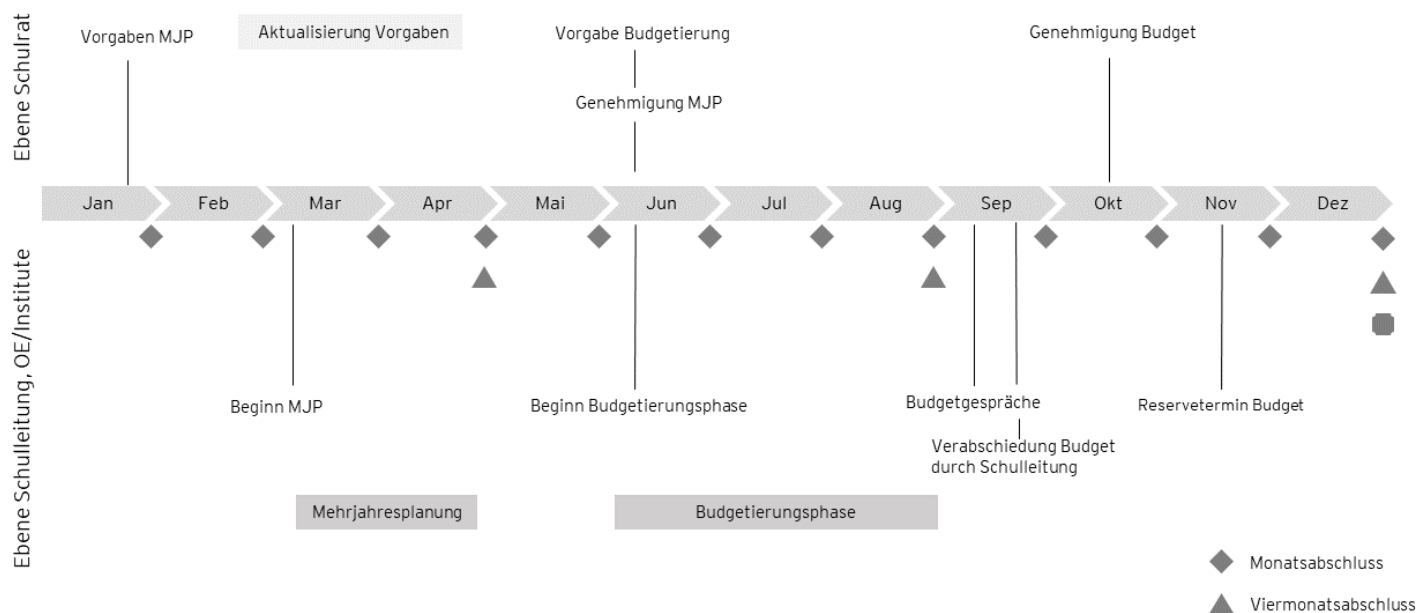 Ebene Schulrat
Vorgaben MJP
Aktualisierung Vorgaben
Vorgabe Budgetierung
Genehmigung MJP
Genehmigung Budget
Jan
Feb
Mar
Apr
Mai
Jun
Jul
Aug
Sep
Okt
Nov
Dez
Ebene Schulleitung, OE/Institute
Beginn MJP
Beginn Budgetierungsphase
Budgetgespräche
Verabschiedung Budget
durch Schulleitung
Reservetermin Budget
Mehrjahresplanung
Budgetierungsphase
Monatsabschluss
Viermonatsabschluss